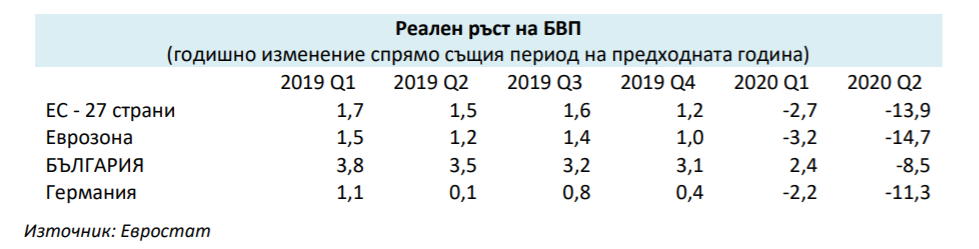 Реален ръст на БВП
(годишно изменение спрямо същия период на предходната година)
2019 Q1 2019 Q2 2019 Q3 2019 Q4 2020 Q1 2020 Q2
ЕС - 27 страни 1,7 1,5 1,6 1,2 -2,7 -13,9
Еврозона 1,5 1,2 1,4 1,0 -3,2 -14,7
БЪЛГАРИЯ 3,8 3,5 3,2 3,1 2,4 -8,5
Германия 1,1 0,1 0,8 0,4 -2,2 -11,3
Източник: Евростат